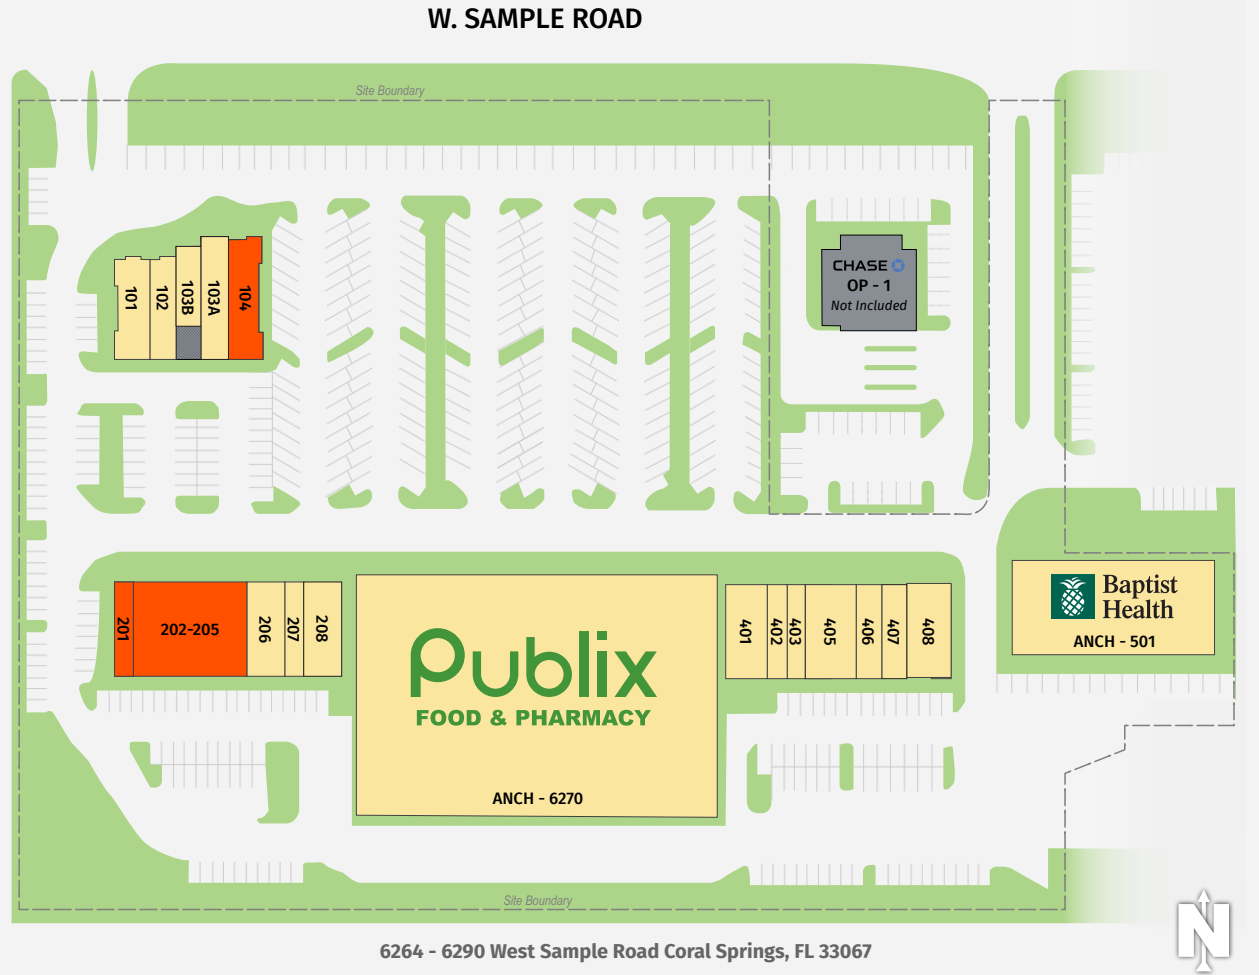 W. SAMPLE ROAD
Site Boundary
101
102
103B
103A
104
CHASE
OP - 1
Not Included
201
202-205
206
207
208
Publix
FOOD & PHARMACY
ANCH - 6270
401
402
403
405
406
407
408
Baptist
Health
ANCH - 501
Site Boundary
6264 - 6290 West Sample Road Coral Springs, FL 33067
N